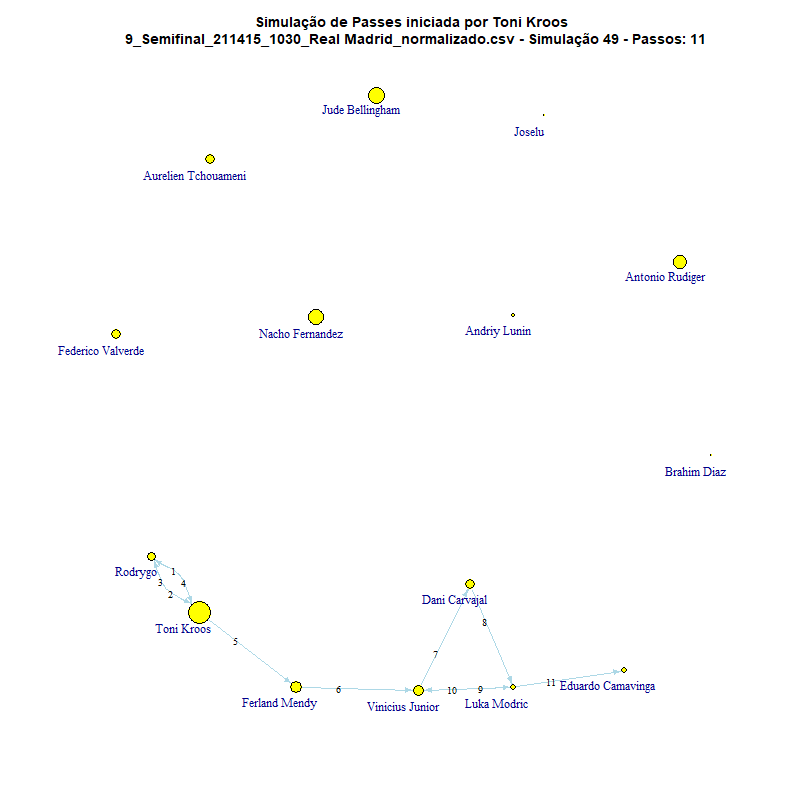 Simulação de Passes iniciada por Toni Kroos
9_Semifinal_211415_1030_Real Madrid_normalizado.csv - Simulação 49 - Passos: 11
Jude Bellingham
Joselu
Aurelien Tchouameni
Antonio Rudiger
Nacho Fernandez
Andriy Lunin
Federico Valverde
Brahim Diaz
Rodrygo
1
3
4
2
Toni Kroos
Dani Carvajal
8
5
7
Eduardo Camavinga
11
6
10
9
Ferland Mendy
Vinicius Junior
Luka Modric